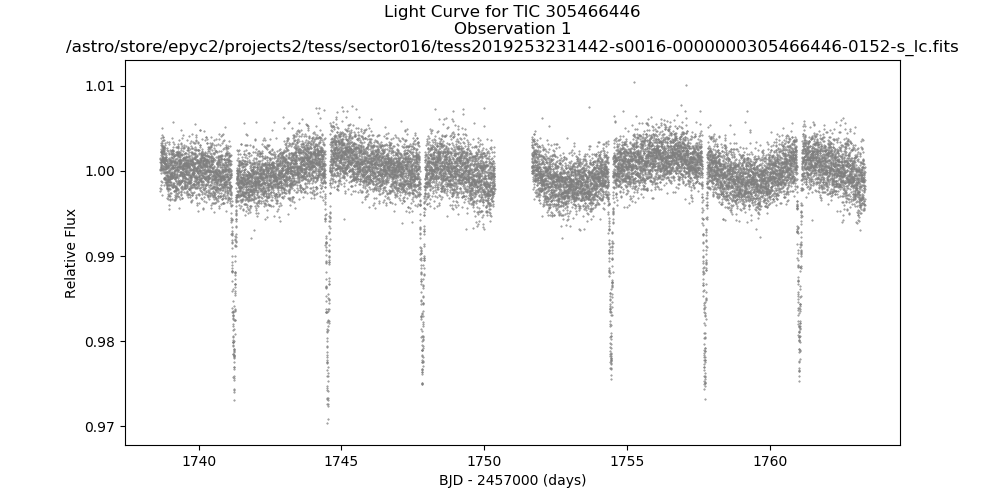 Light Curve for TIC 305466446
Observation 1
/astro/store/epyc2/projects2/tess/sector016/tess2019253231442-s0016-0000000305466446-0152-s_lc.fits
1.01
1.00
0.99
0.98
0.97
Relative Flux
1740 1745 1750 1755 1760
BJD - 2457000 (days)